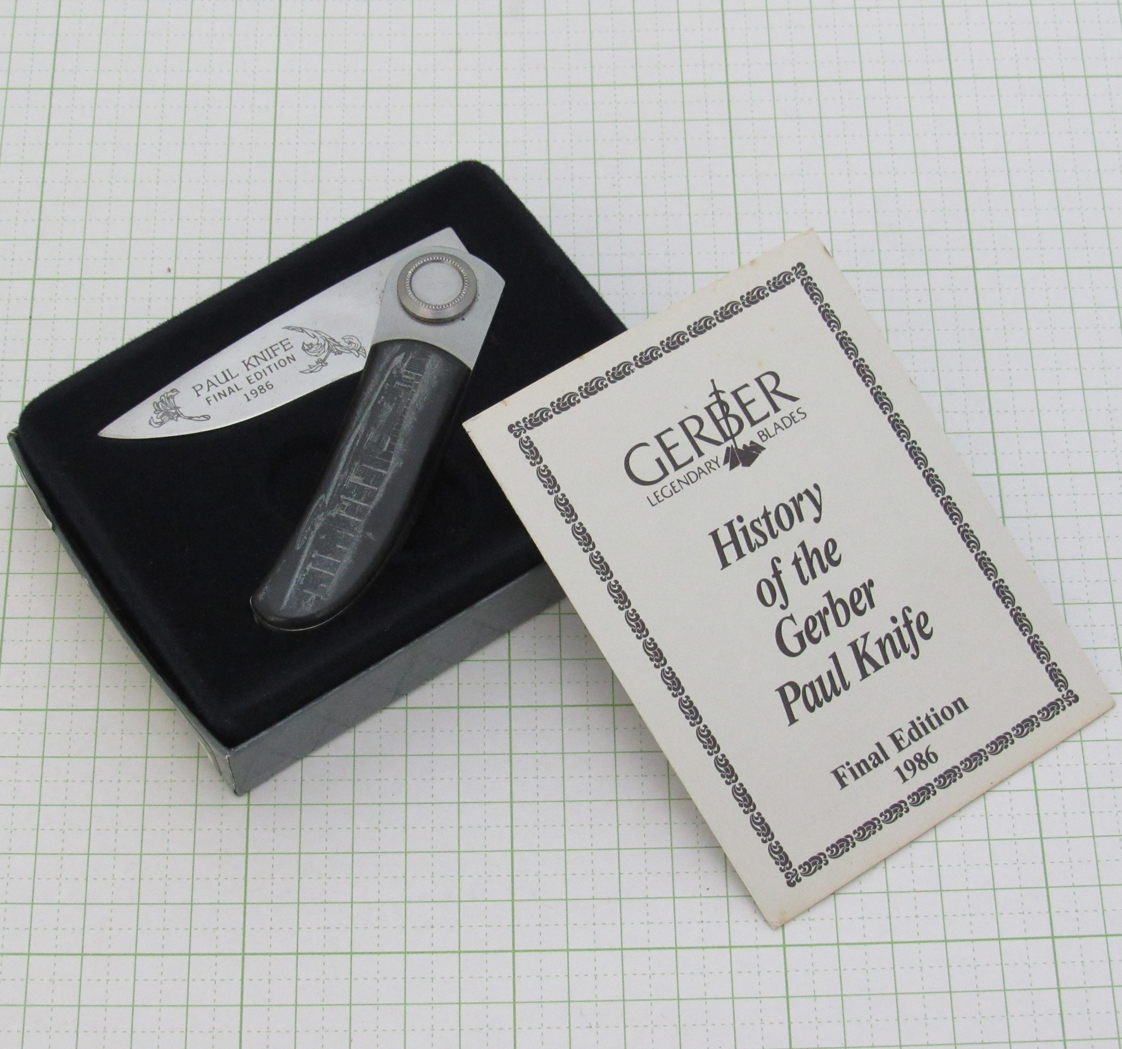 PAUL KNIFE
FINAL EDITION
1986
GERBER
LEGENDARY BLADES
History
of the
Gerber
Paul Knife
Final Edition
1986